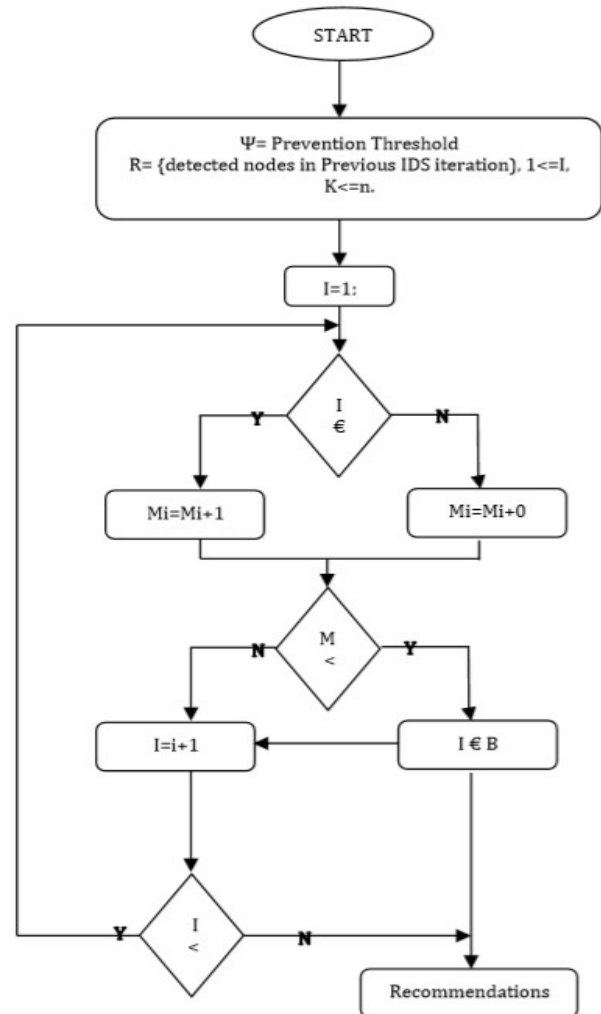 START
Ψ= Prevention Threshold
R= {detected nodes in Previous IDS iteration}, 1<=I,
K<=n.
I=1;
I
€
Y
N
Mi=Mi+1
Mi=Mi+0
M
<
N
Y
I=i+1
I € B
I
<
Y
N
Recommendations